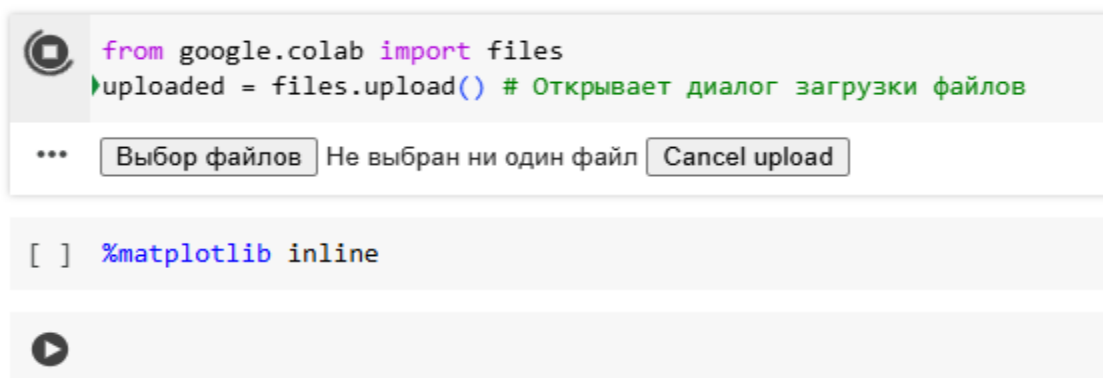 from google.colab import files
uploaded = files.upload() # Открывает диалог загрузки файлов
Выбор файлов Не выбран ни один файл Cancel upload
[ ] %matplotlib inline